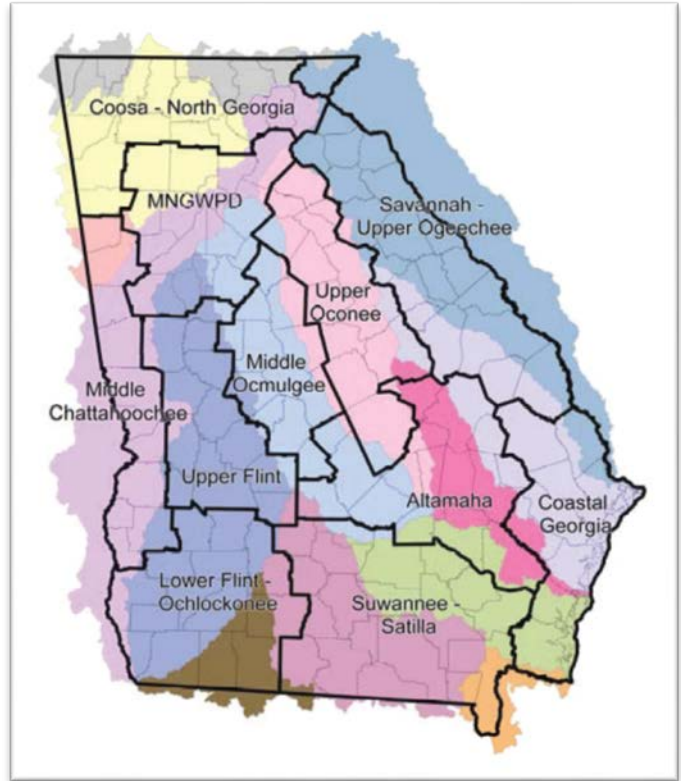 Coosa - North Georgia
MNGWPD
Savannah -
Upper Ogeechee
Upper
Oconee
Middle
Ocmulgee
Middle
Chattahoochee
Upper Flint
Altamaha
Coastal
Georgia
Lower Flint -
Ochlockonee
Suwannee -
Satilla